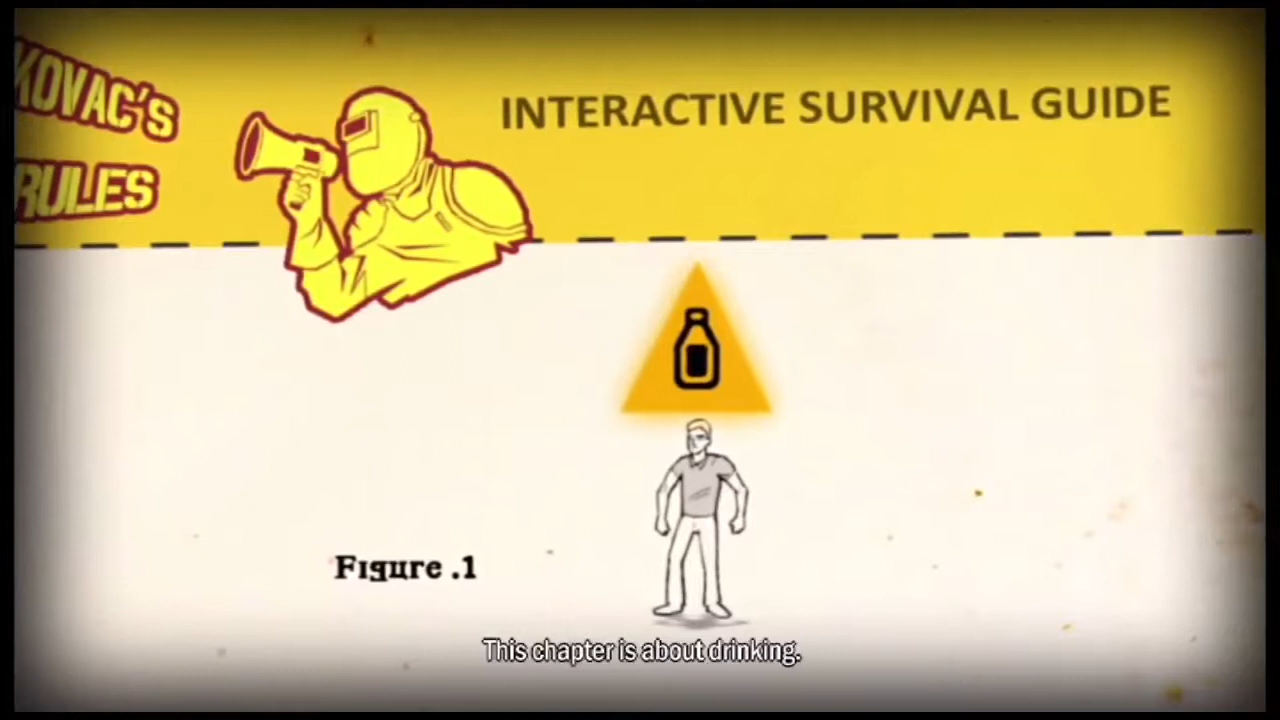 KOVAC'S
RULES
INTERACTIVE SURVIVAL GUIDE
Figure .1
This chapter is about drinking.